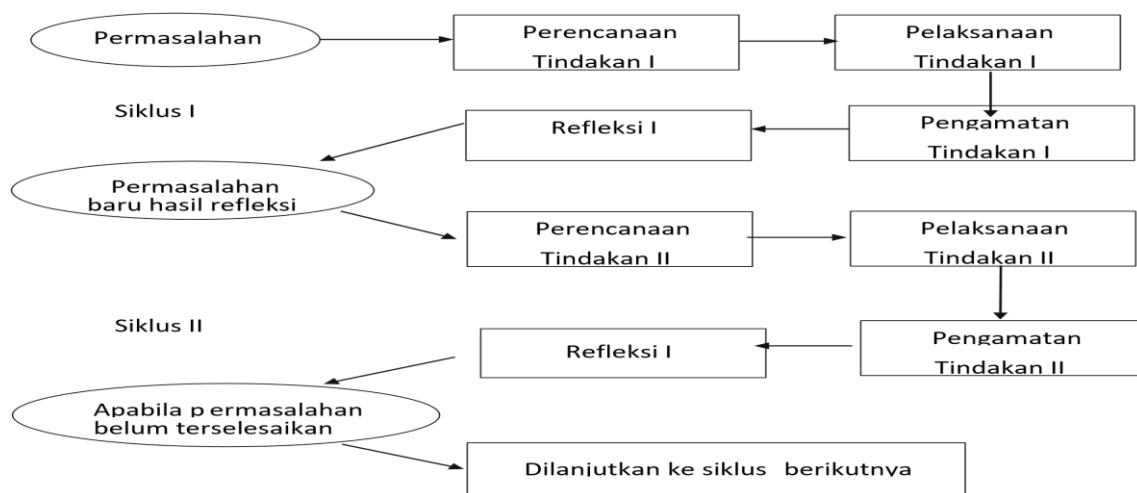 Permasalahan
Perencanaan
Tindakan I
Pelaksanaan
Tindakan I
Siklus I
Refleksi I
Pengamatan
Tindakan I
Permasalahan
baru hasil refleksi
Perencanaan
Tindakan II
Pelaksanaan
Tindakan II
Siklus II
Refleksi I
Pengamatan
Tindakan II
Apabila p ermasalahan
belum terselesaikan
Dilanjutkan ke siklus berikutnya